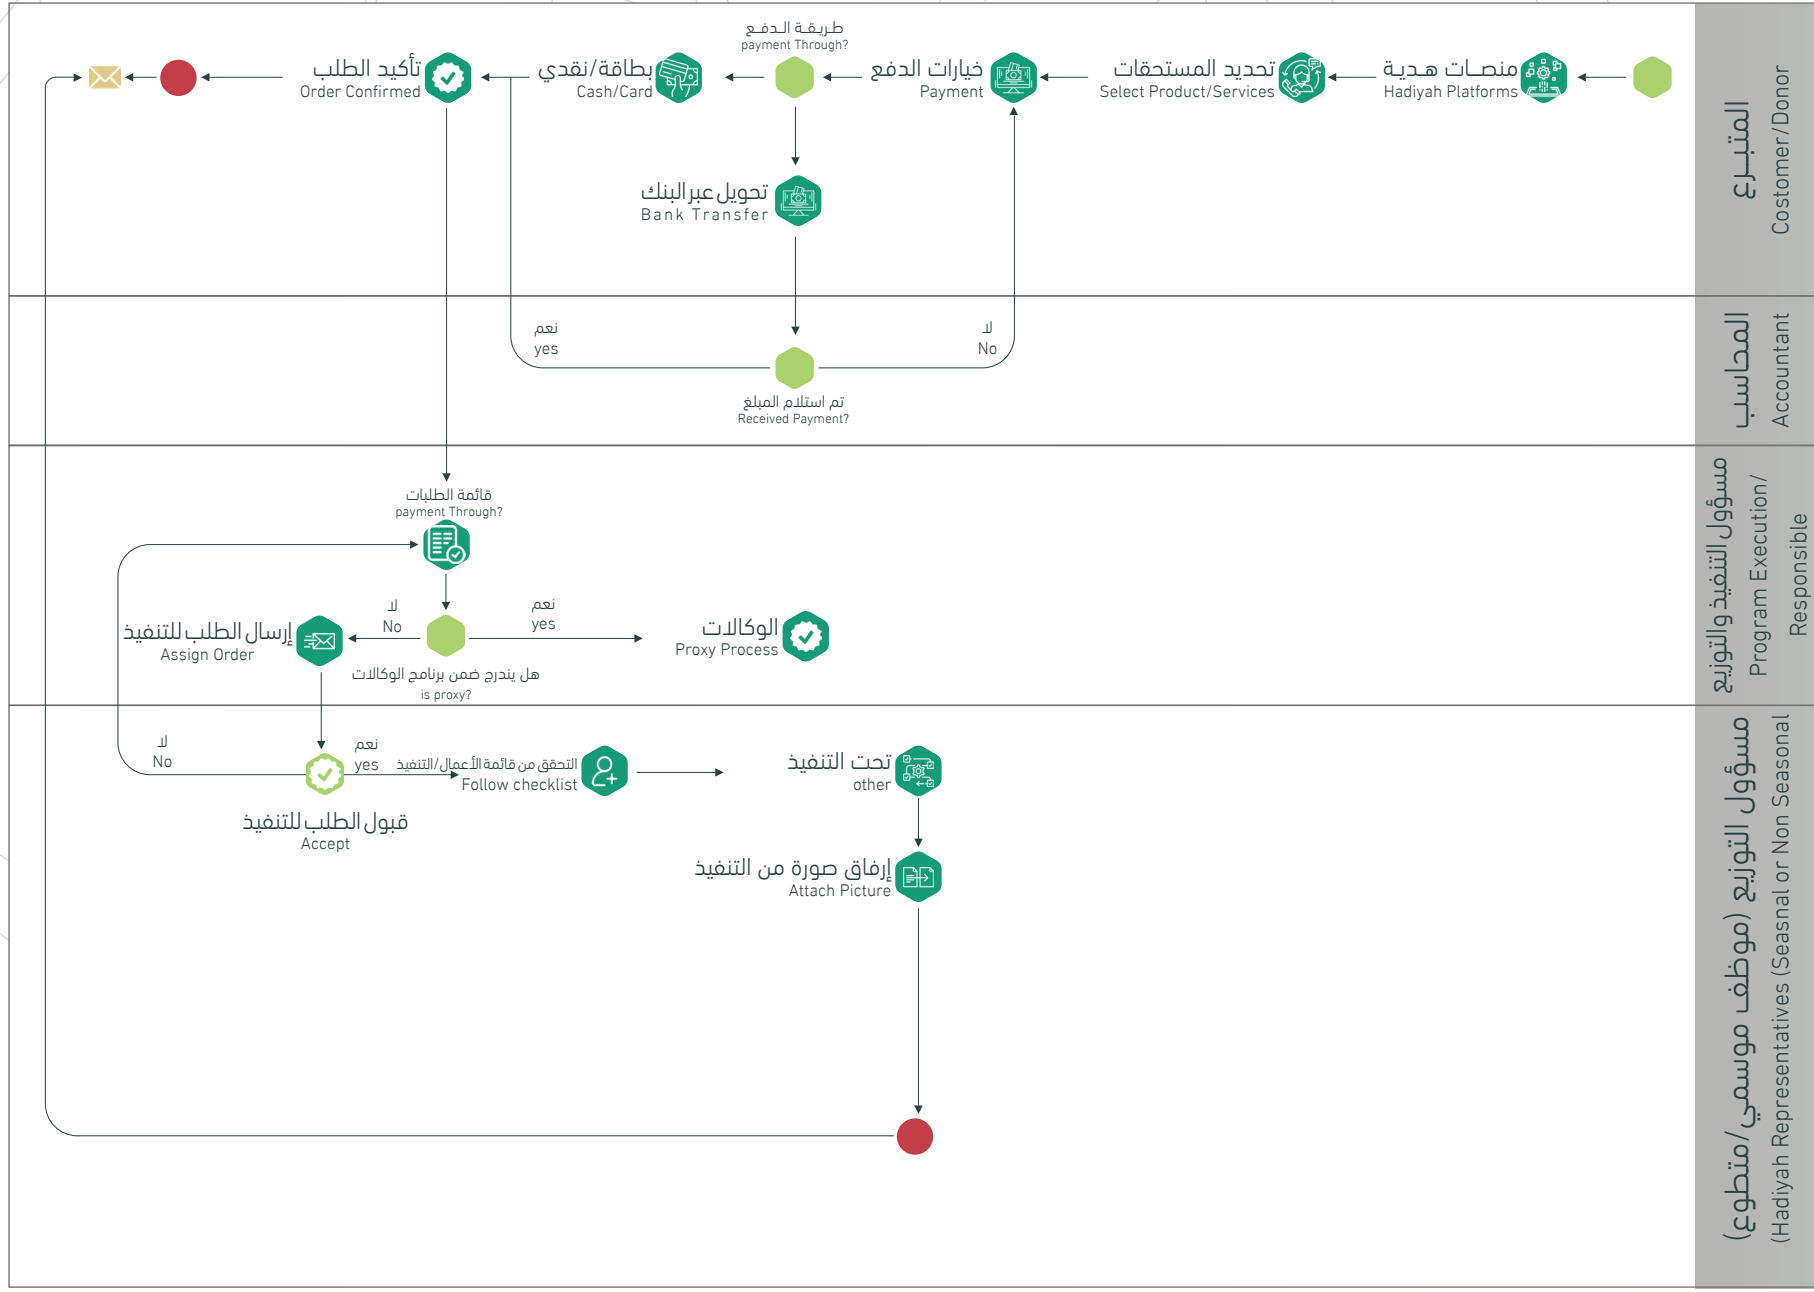 المتبرع
Costomer/Donor
منصات هدية
Hadiyah Platforms
تحديد المستحقات
Select Product/Services
خيارات الدفع
Payment
طريقة الدفع
payment Through?
بطاقة/نقدي
Cash/Card
تأكيد الطلب
Order Confirmed
تحويل عبر البنك
Bank Transfer
المحاسب
Accountant
لا
No
نعم
yes
تم استلام المبلغ
Received Payment?
مسؤول التنفيذ والتوزيع
Program Execution/
Responsible
قائمة الطلبات
payment Through?
الوكالات
Proxy Process
نعم
yes
لا
No
هل يندرج ضمن برنامج الوكالات
is proxy?
إرسال الطلب للتنفيذ
Assign Order
مسؤول التوزيع (موظف موسمي/متطوع)
(Hadiyah Representatives (Seasnal or Non Seasonal
تحت التنفيذ
other
التحقق من قائمة الأعمال/التنفيذ
Follow checklist
نعم
yes
لا
No
قبول الطلب للتنفيذ
Accept
إرفاق صورة من التنفيذ
Attach Picture